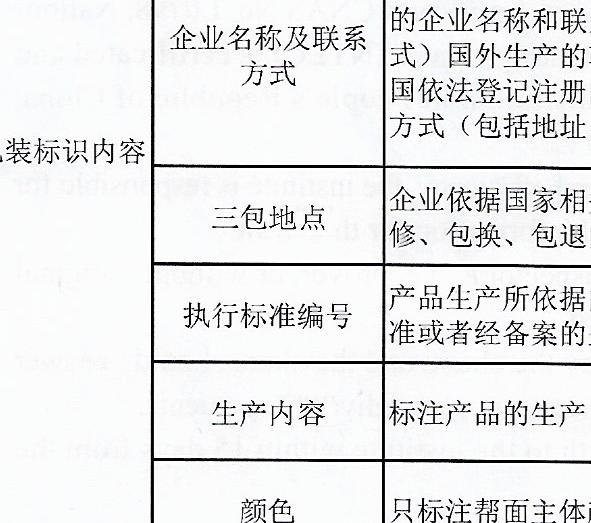 企业名称及联系
方式
的企业名称和联
式）国外生产的
国依法登记注册
方式（包括地址
装标识内容
三包地点
企业依据国家相
修、包换、包退
执行标准编号
产品生产所依据
准或者经备案的
生产内容
标注产品的生产
颜色
只标注帮面主体